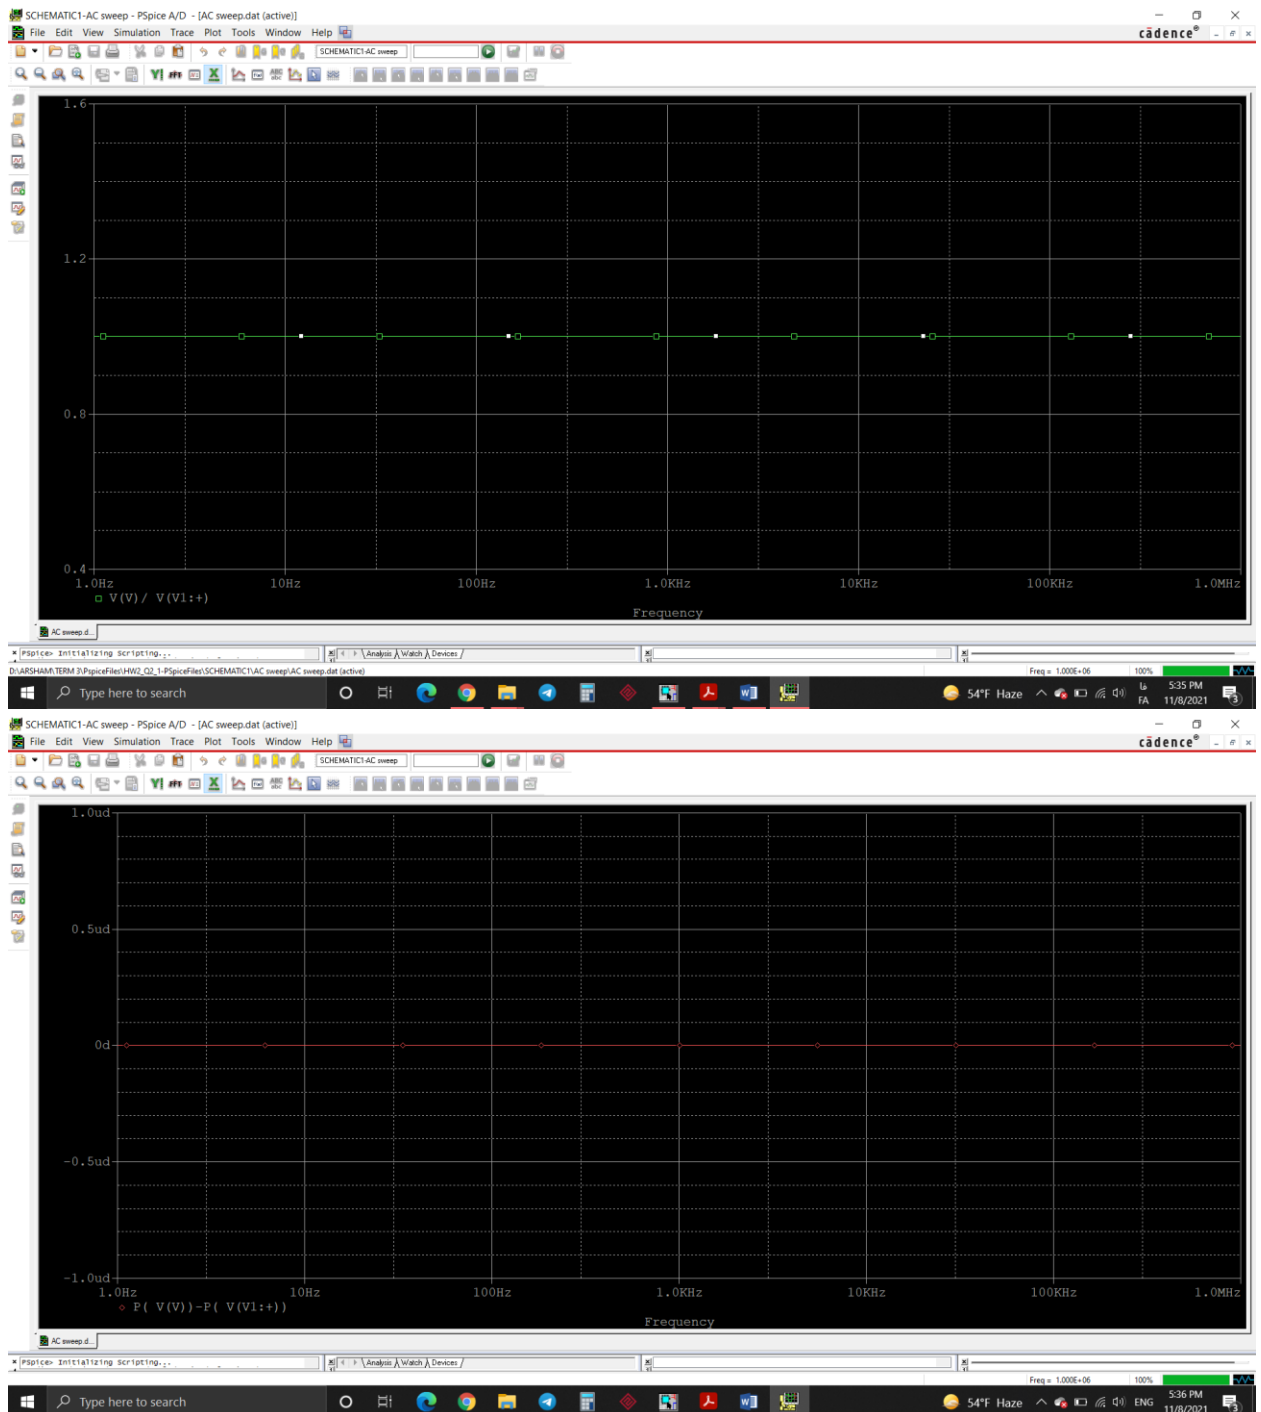 SCHEMATIC1-AC sweep - PSpice A/D - [AC sweep.dat (active)]
File Edit View Simulation Trace Plot Tools Window Help
cādence®
SCHEMATIC1-AC sweep
1.6
1.2
0.8
0.4
1.0Hz 10Hz 100Hz 1.0KHz 10KHz 100KHz 1.0MHz
V(V)/ V(V1:+)
Frequency
AC sweep.d...
PSpice> Initializing Scripting...
Analysis Watch Devices
D:\ARSHAM\TERM 3\PspiceFiles\HW2_Q2_1-PSpiceFiles\SCHEMATIC1\AC sweep\AC sweep.dat (active)
Freq = 1.000E+06 100%
Type here to search
54°F Haze
فا
FA
5:35 PM
11/8/2021
3
SCHEMATIC1-AC sweep - PSpice A/D - [AC sweep.dat (active)]
File Edit View Simulation Trace Plot Tools Window Help
cādence®
SCHEMATIC1-AC sweep
1.0ud
0.5ud
0d
-0.5ud
-1.0ud
1.0Hz 10Hz 100Hz 1.0KHz 10KHz 100KHz 1.0MHz
P( V(V))-P( V(V1:+))
Frequency
AC sweep.d...
PSpice> Initializing Scripting...
Analysis Watch Devices
Freq = 1.000E+06 100%
Type here to search
54°F Haze
ENG
5:36 PM
11/8/2021
3